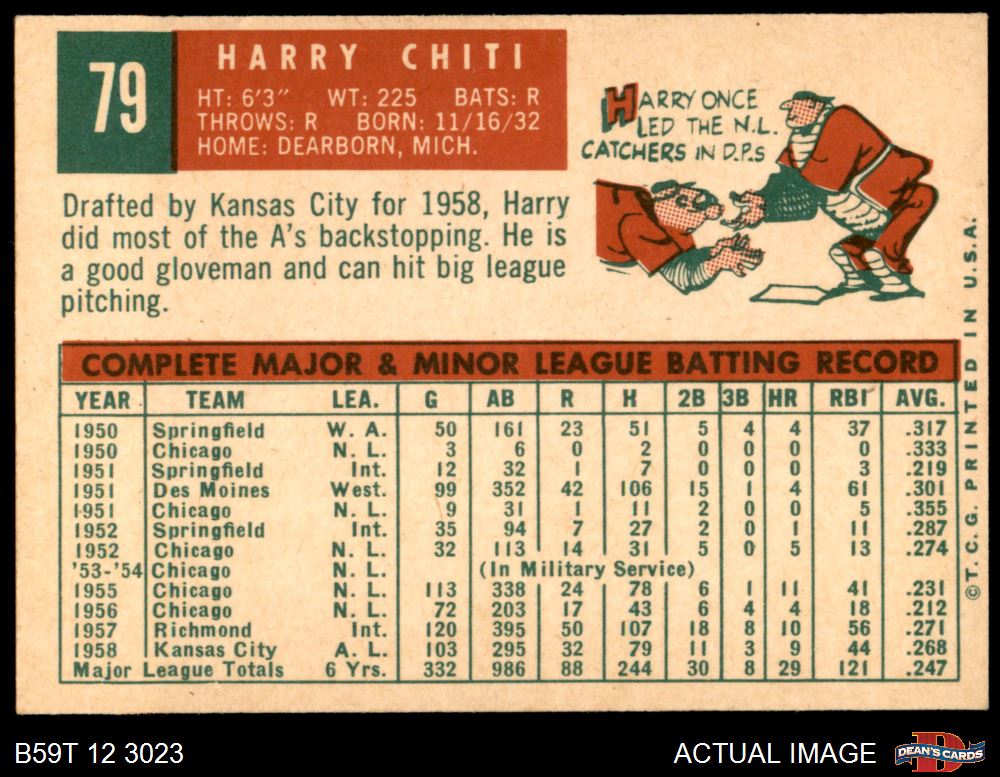 79
HARRY CHITI
HT: 6'3" WT: 225 BATS: R
THROWS: R BORN: 11/16/32
HOME: DEARBORN, MICH.
HARRY ONCE
LED THE N.L.
CATCHERS IN D.P.S
Drafted by Kansas City for 1958, Harry
did most of the A's backstopping. He is
a good gloveman and can hit big league
pitching.
COMPLETE MAJOR & MINOR LEAGUE BATTING RECORD
YEAR TEAM LEA. G AB R H 2B 3B HR RBI AVG.
1950 Springfield W. A. 50 161 23 51 5 4 4 37 .317
1950 Chicago N. L. 3 6 0 2 0 0 0 0 .333
1951 Springfield Int. 12 32 1 7 0 0 0 3 .219
1951 Des Moines West. 99 352 42 106 15 1 4 61 .301
1951 Chicago N. L. 9 31 1 11 2 0 0 5 .355
1952 Springfield Int. 35 94 7 27 2 0 1 11 .287
1952 Chicago N. L. 32 113 14 31 5 0 5 13 .274
'53-'54 Chicago N. L. (In Military Service)
1955 Chicago N. L. 113 338 24 78 6 1 11 41 .231
1956 Chicago N. L. 72 203 17 43 6 4 4 18 .212
1957 Richmond Int. 120 395 50 107 18 8 10 56 .271
1958 Kansas City A. L. 103 295 32 79 11 3 9 44 .268
Major League Totals 6 Yrs. 332 986 88 244 30 8 29 121 .247
©T. C. G. PRINTED IN U.S.A.
B59T 12 3023
ACTUAL IMAGE
D
DEAN'S CARDS